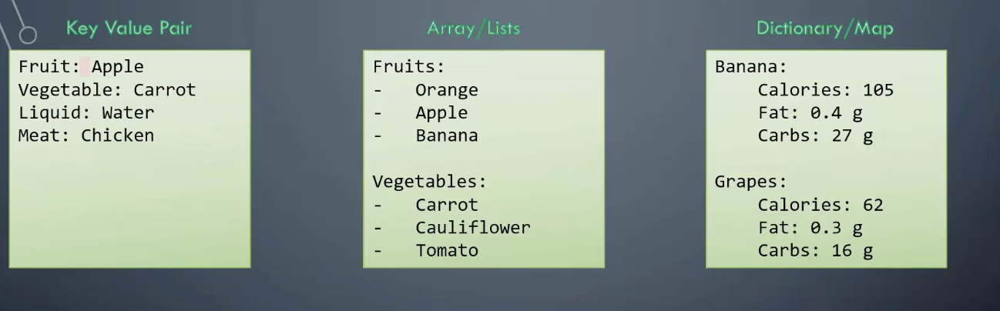 Key Value Pair
Fruit: Apple
Vegetable: Carrot
Liquid: Water
Meat: Chicken
Array/Lists
Fruits:
-   Orange
-   Apple
-   Banana
Vegetables:
-   Carrot
-   Cauliflower
-   Tomato
Dictionary/Map
Banana:
    Calories: 105
    Fat: 0.4 g
    Carbs: 27 g
Grapes:
    Calories: 62
    Fat: 0.3 g
    Carbs: 16 g